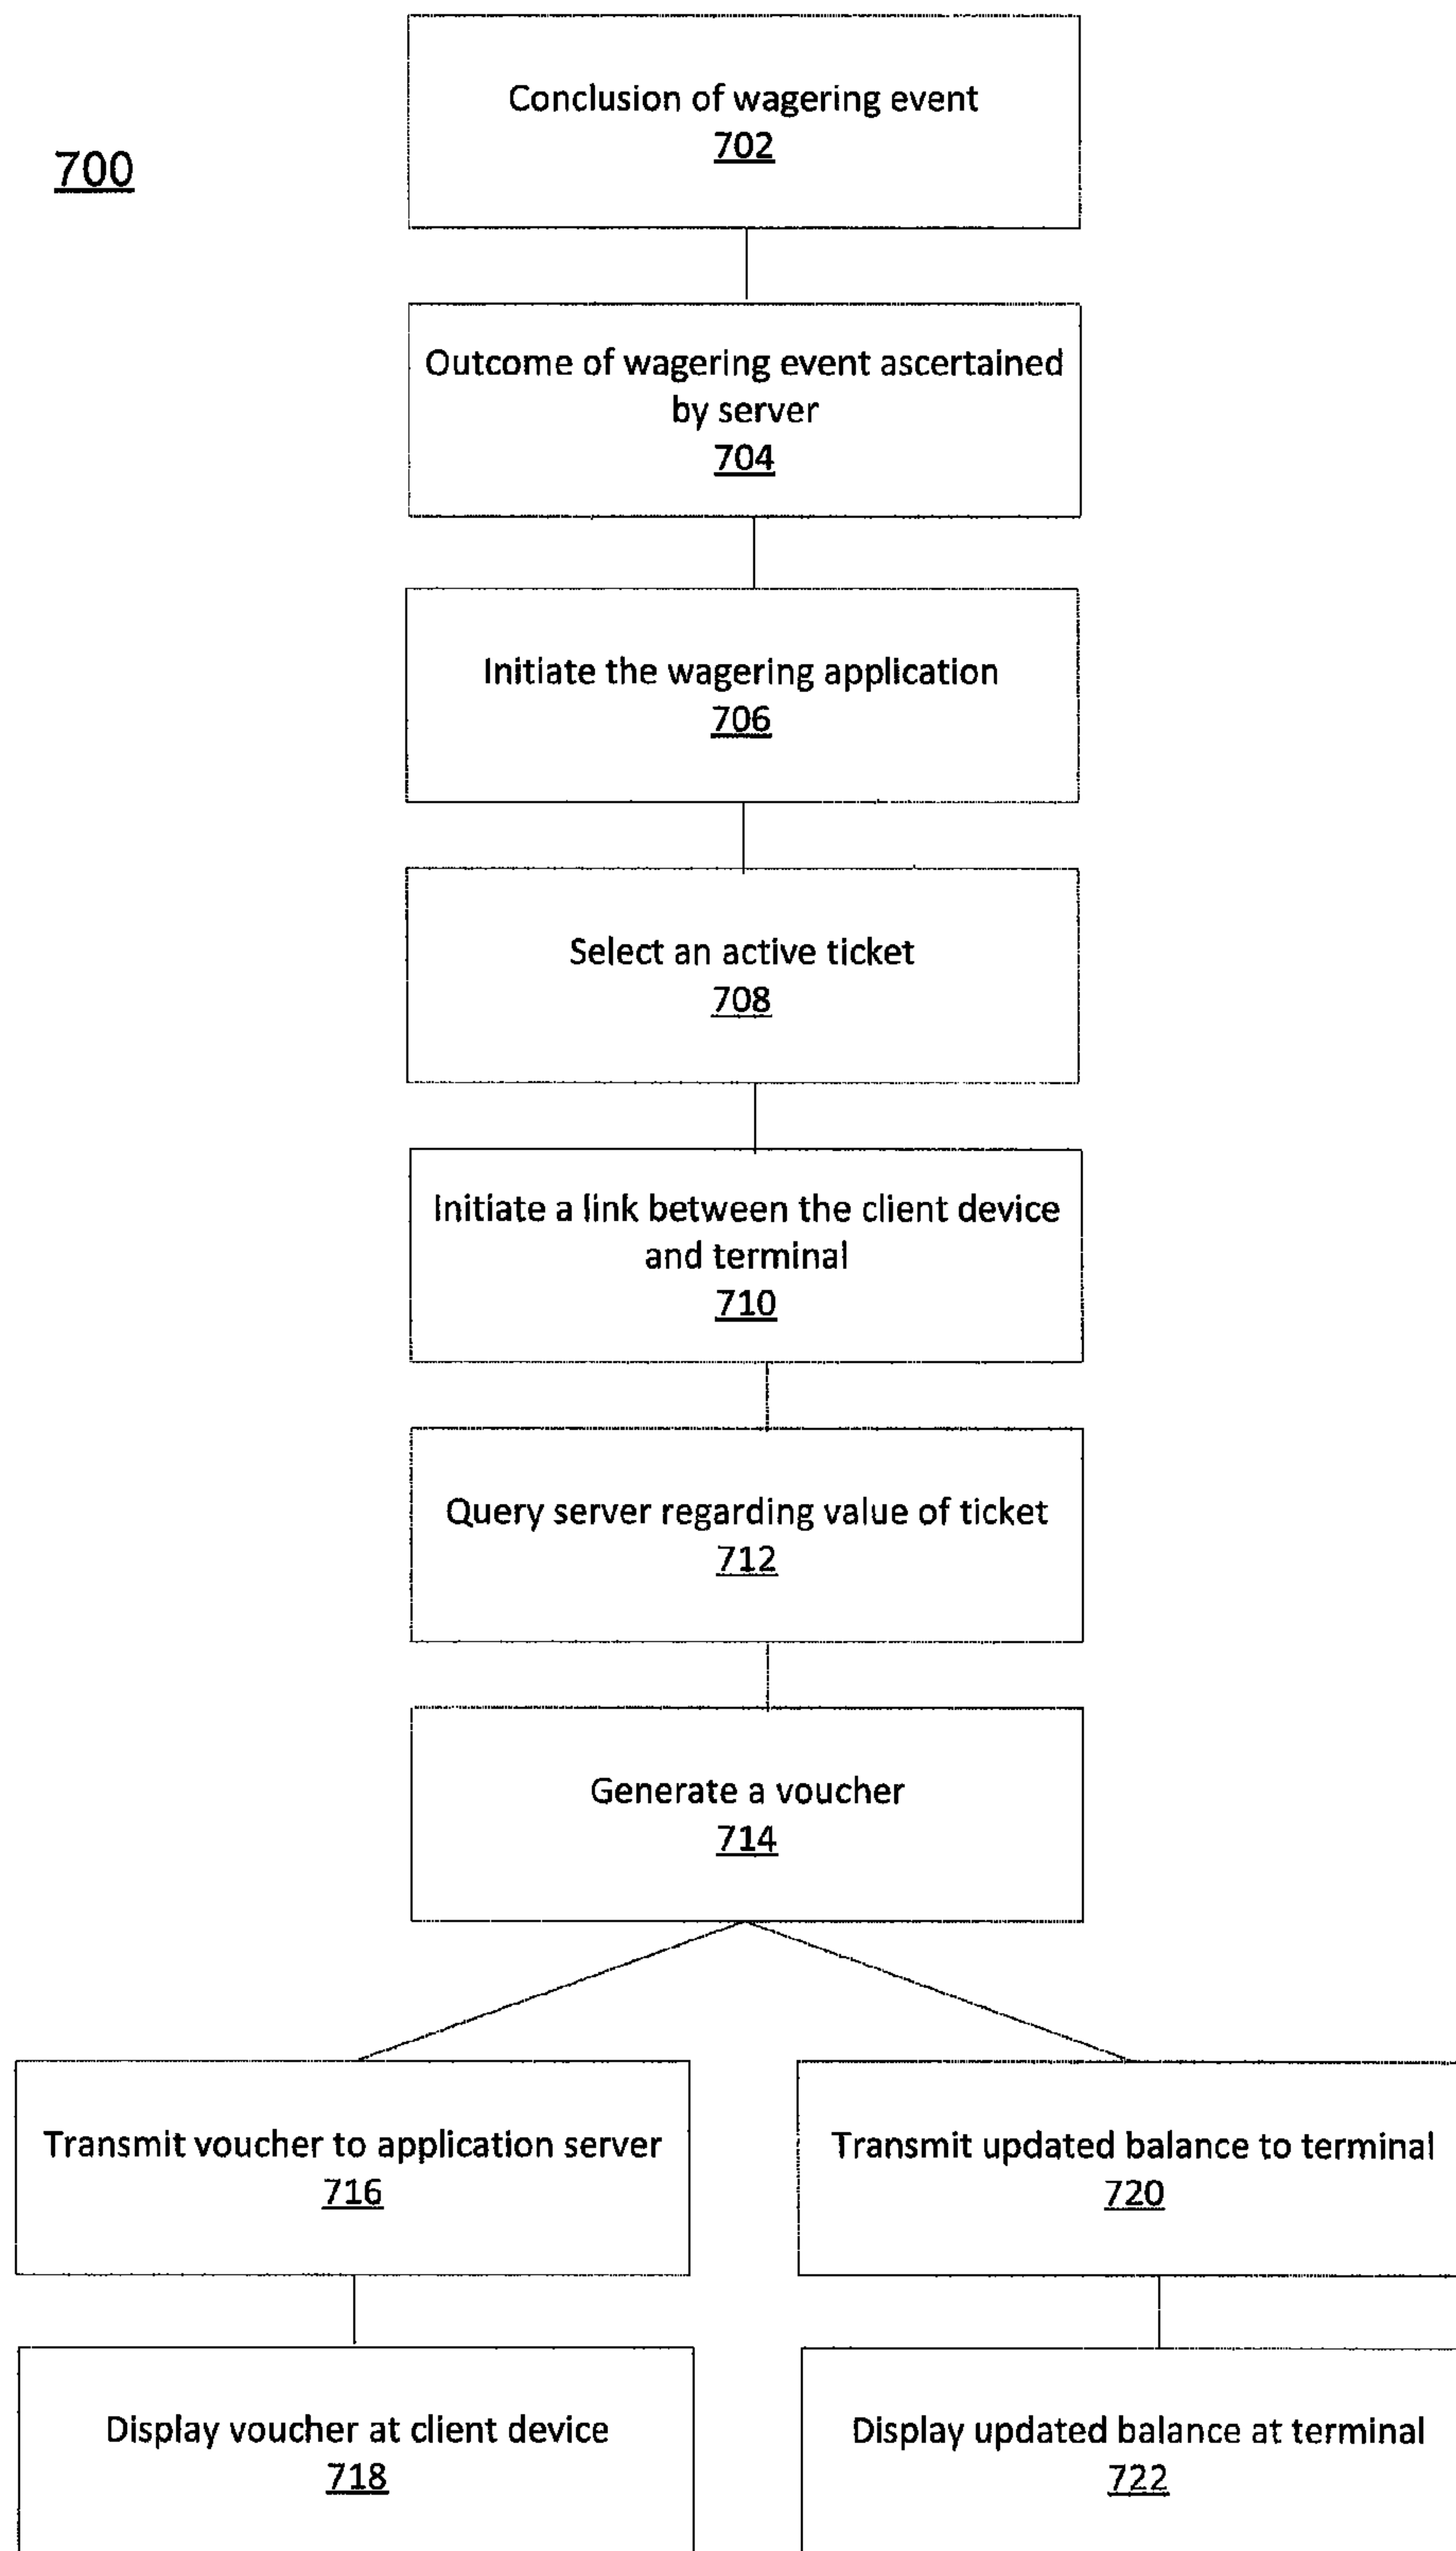 700
Conclusion of wagering event
702
Outcome of wagering event ascertained
by server
704
Initiate the wagering application
706
Select an active ticket
708
Initiate a link between the client device
and terminal
710
Query server regarding value of ticket
712
Generate a voucher
714
Transmit voucher to application server
716
Transmit updated balance to terminal
720
Display voucher at client device
718
Display updated balance at terminal
722